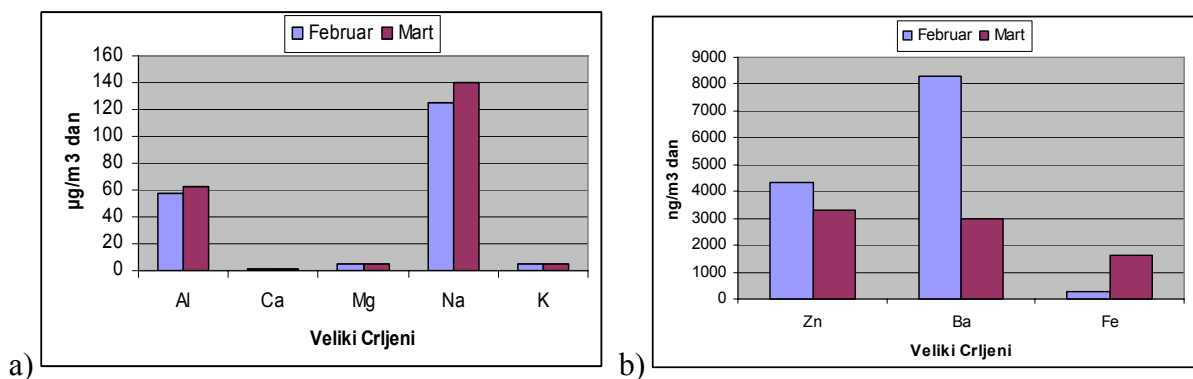 Februar Mart
160
140
120
100
80
60
40
20
0
µg/m3 dan
Al Ca Mg Na K
Veliki Crljeni
a)
Februar Mart
9000
8000
7000
6000
5000
4000
3000
2000
1000
0
ng/m3 dan
Zn Ba Fe
Veliki Crljeni
b)